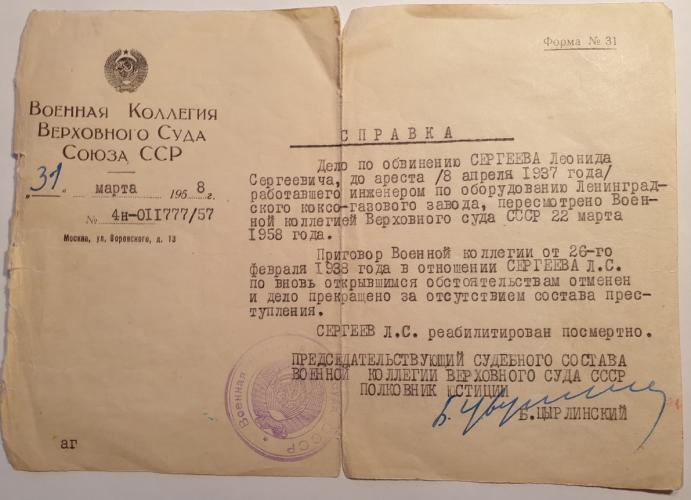 Форма № 31
Военная Коллегия
Верховного Суда
Союза ССР
"31" марта 1958 г.
№ 4н-011777/57
Москва, ул. Воровского, д. 13
СПРАВКА
Дело по обвинению СЕРГЕЕВА Леонида
Сергеевича, до ареста /8 апреля 1937 года/
работавшего инженером по оборудованию Ленинград-
ского коксо-газового завода, пересмотрено Воен-
ной коллегией Верховного суда СССР 22 марта
1958 года.
Приговор Военной коллегии от 26-го
февраля 1938 года в отношении СЕРГЕЕВА Л.С.
по вновь открывшимся обстоятельствам отменен
и дело прекращено за отсутствием состава прес-
тупления.
СЕРГЕЕВ Л.С. реабилитирован посмертно.
ПРЕДСЕДАТЕЛЬСТВУЮЩИЙ СУДЕБНОГО СОСТАВА
ВОЕННОЙ КОЛЛЕГИИ ВЕРХОВНОГО СУДА СССР
ПОЛКОВНИК ЮСТИЦИИ
Б.ЦЫРЛИНСКИЙ
Военная
Суда СССР
аг